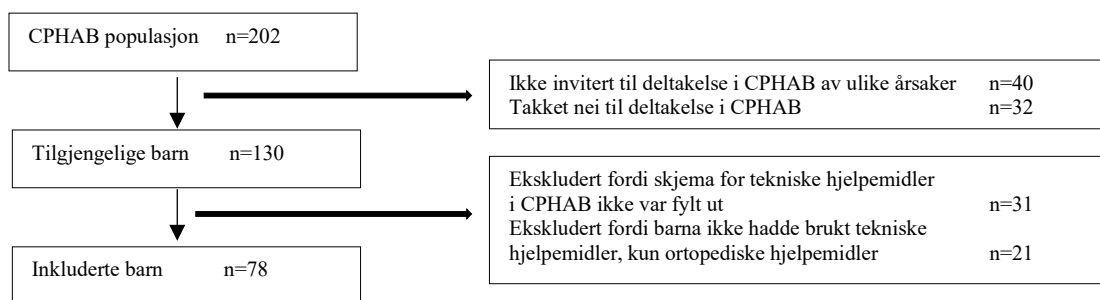 CPHAB populasjon n=202
Ikke invitert til deltakelse i CPHAB av ulike årsaker n=40
Takket nei til deltakelse i CPHAB n=32
Tilgjengelige barn n=130
Ekskludert fordi skjema for tekniske hjelpemidler
i CPHAB ikke var fylt ut n=31
Ekskludert fordi barna ikke hadde brukt tekniske
hjelpemidler, kun ortopediske hjelpemidler n=21
Inkluderte barn n=78